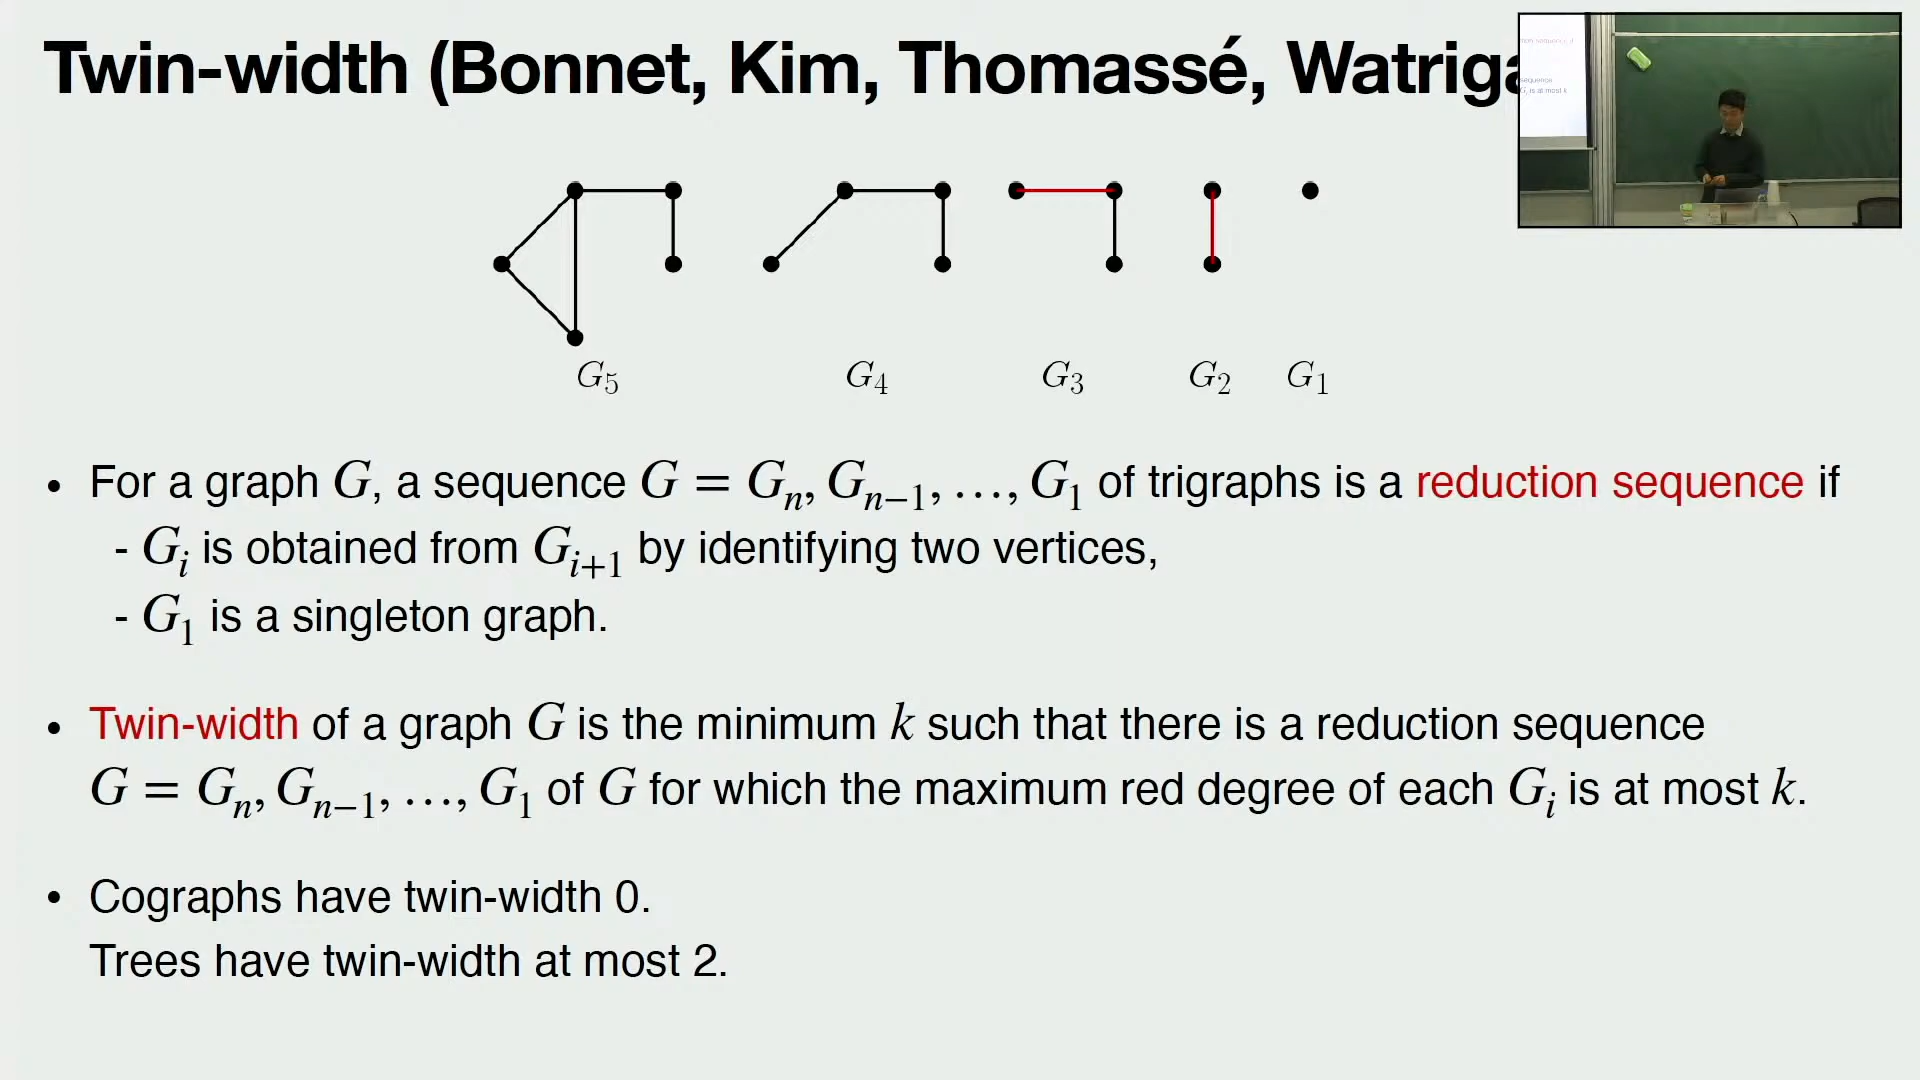 Twin-width (Bonnet, Kim, Thomassé, Watriga
sequence
is at most k
G₅ G₄ G₃ G₂ G₁
• For a graph G, a sequence G = Gₙ, Gₙ₋₁, …, G₁ of trigraphs is a reduction sequence if
- Gᵢ is obtained from Gᵢ₊₁ by identifying two vertices,
- G₁ is a singleton graph.
• Twin-width of a graph G is the minimum k such that there is a reduction sequence
G = Gₙ, Gₙ₋₁, …, G₁ of G for which the maximum red degree of each Gᵢ is at most k.
• Cographs have twin-width 0.
Trees have twin-width at most 2.